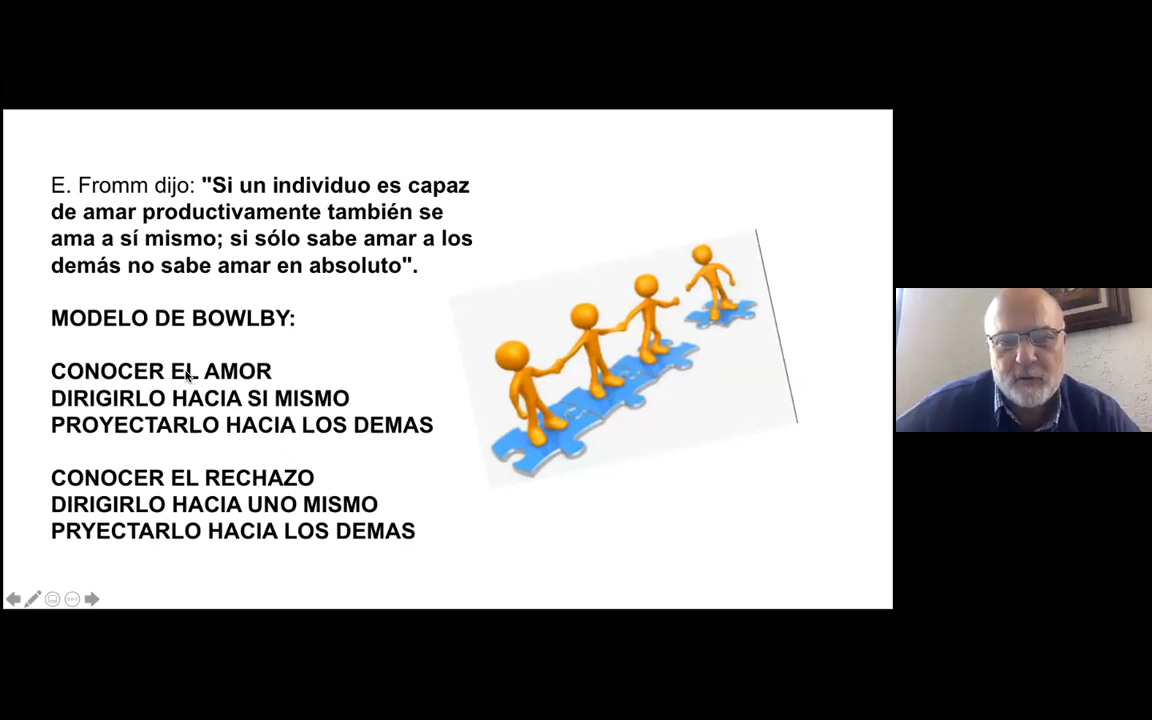 E. Fromm dijo: "Si un individuo es capaz
de amar productivamente también se
ama a sí mismo; si sólo sabe amar a los
demás no sabe amar en absoluto".
MODELO DE BOWLBY:
CONOCER EL AMOR
DIRIGIRLO HACIA SI MISMO
PROYECTARLO HACIA LOS DEMAS
CONOCER EL RECHAZO
DIRIGIRLO HACIA UNO MISMO
PRYECTARLO HACIA LOS DEMAS